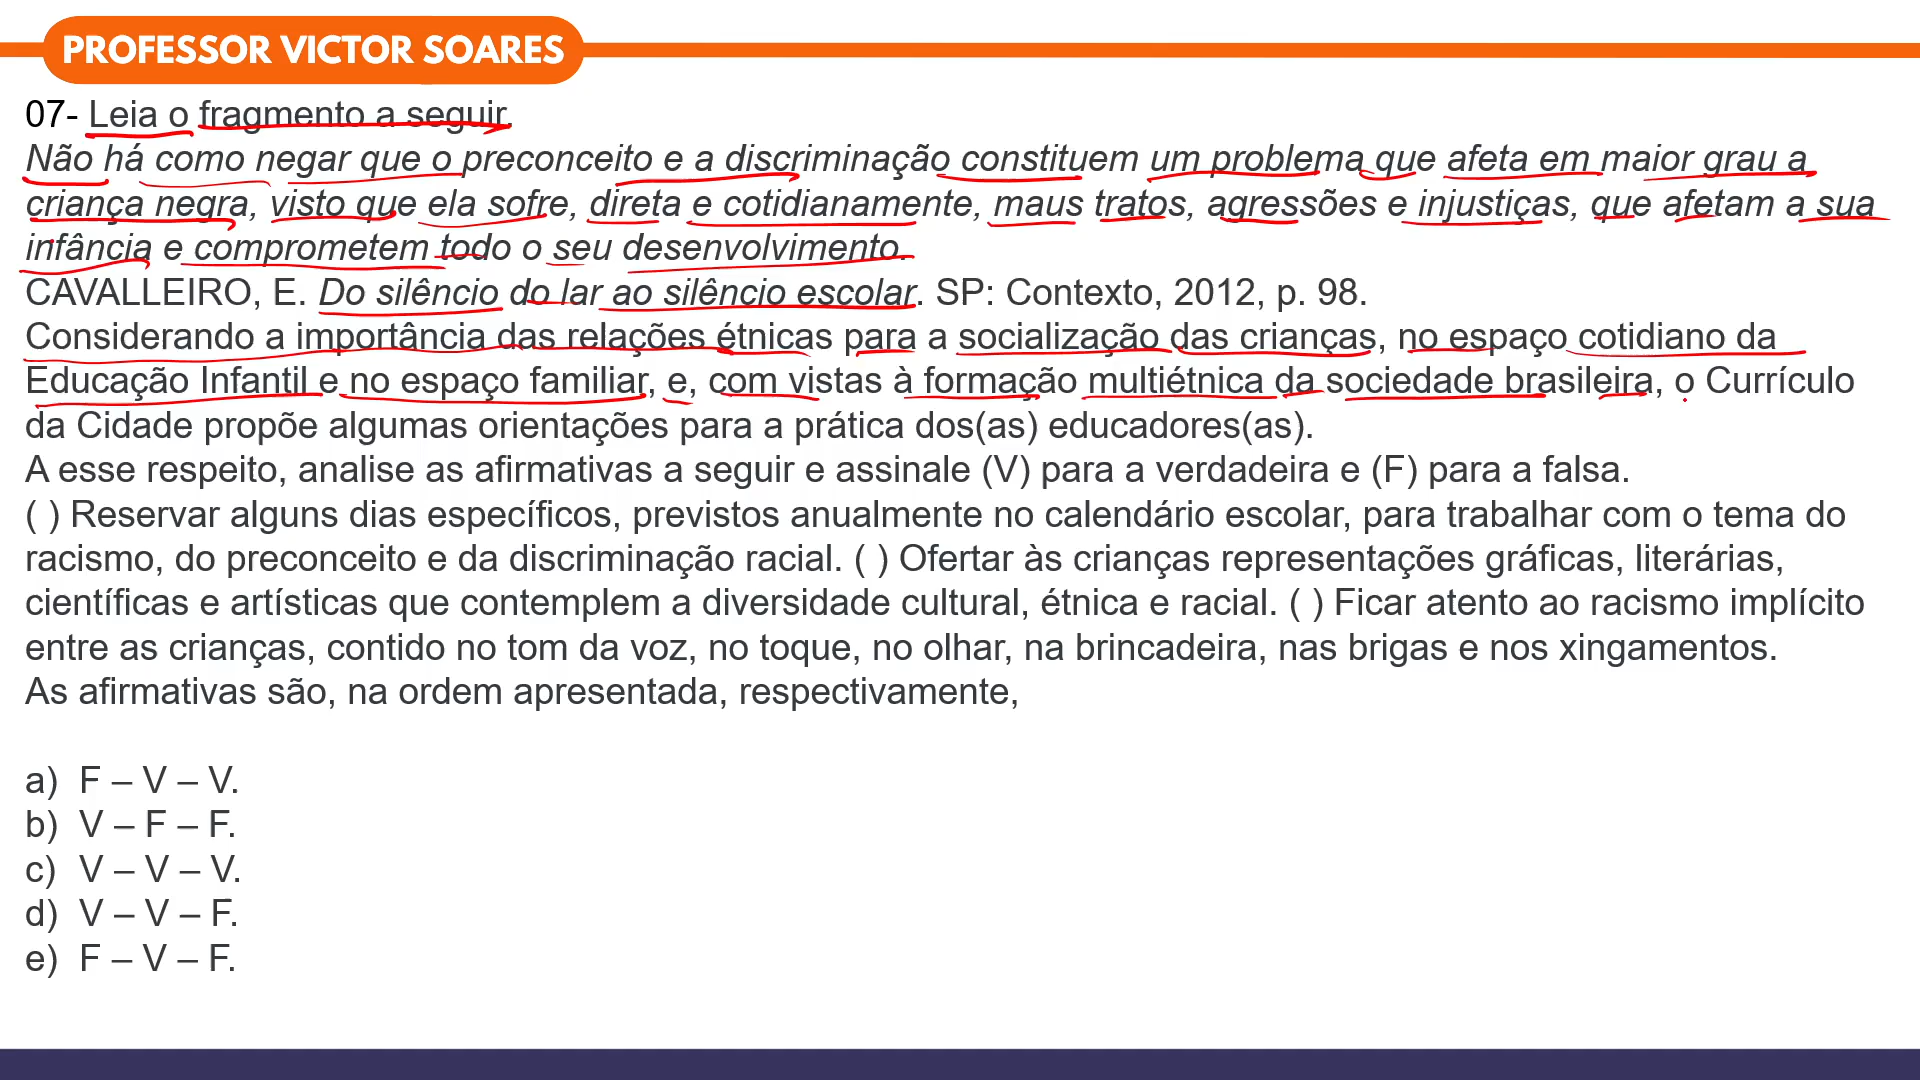 PROFESSOR VICTOR SOARES
07- Leia o fragmento a seguir.
Não há como negar que o preconceito e a discriminação constituem um problema que afeta em maior grau a
criança negra, visto que ela sofre, direta e cotidianamente, maus tratos, agressões e injustiças, que afetam a sua
infância e comprometem todo o seu desenvolvimento.
CAVALLEIRO, E. Do silêncio do lar ao silêncio escolar. SP: Contexto, 2012, p. 98.
Considerando a importância das relações étnicas para a socialização das crianças, no espaço cotidiano da
Educação Infantil e no espaço familiar, e, com vistas à formação multiétnica da sociedade brasileira, o Currículo
da Cidade propõe algumas orientações para a prática dos(as) educadores(as).
A esse respeito, analise as afirmativas a seguir e assinale (V) para a verdadeira e (F) para a falsa.
( ) Reservar alguns dias específicos, previstos anualmente no calendário escolar, para trabalhar com o tema do
racismo, do preconceito e da discriminação racial. ( ) Ofertar às crianças representações gráficas, literárias,
científicas e artísticas que contemplem a diversidade cultural, étnica e racial. ( ) Ficar atento ao racismo implícito
entre as crianças, contido no tom da voz, no toque, no olhar, na brincadeira, nas brigas e nos xingamentos.
As afirmativas são, na ordem apresentada, respectivamente,
a) F – V – V.
b) V – F – F.
c) V – V – V.
d) V – V – F.
e) F – V – F.